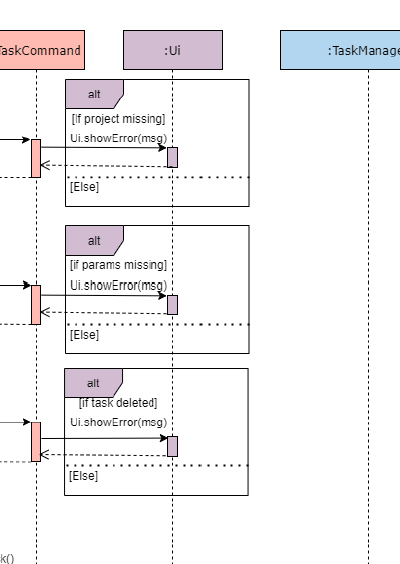 TaskCommand
:Ui
:TaskManage
alt
[If project missing]
Ui.showError(msg)
[Else]
alt
[if params missing]
Ui.showError(msg)
[Else]
alt
[if task deleted]
Ui.showError(msg)
[Else]
sk()